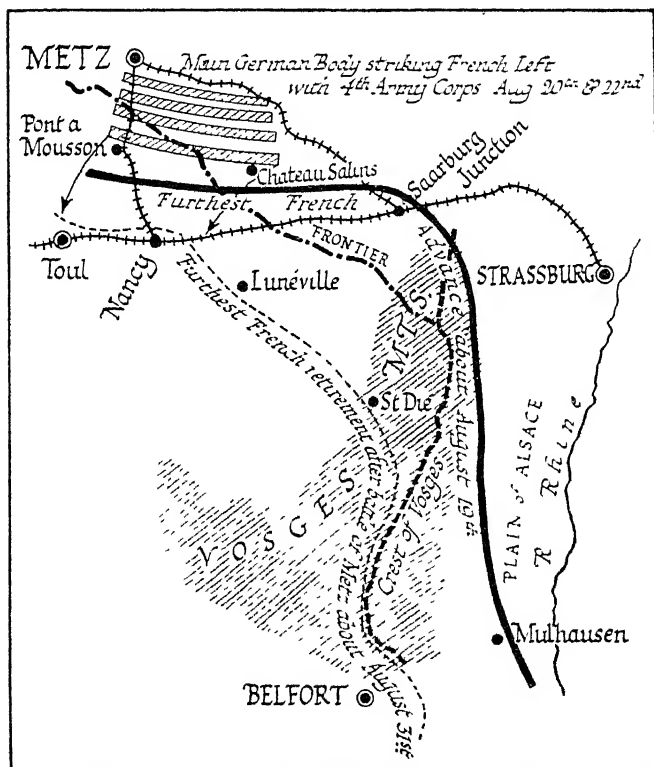 METZ
Main German Body striking French Left
with 4th Army Corps Aug 20th & 22nd
Pont a
Mousson
Chateau Salins
Saarburg
Junction
Furthest French Advance about August 19th
FRONTIER
Toul
Nancy
Lunéville
STRASSBURG
Furthest French retirement after battle of Metz about August 31st
MTS.
St Dié
VOSGES
Crest of Vosges
PLAIN of ALSACE
R Rhine
Mulhausen
BELFORT